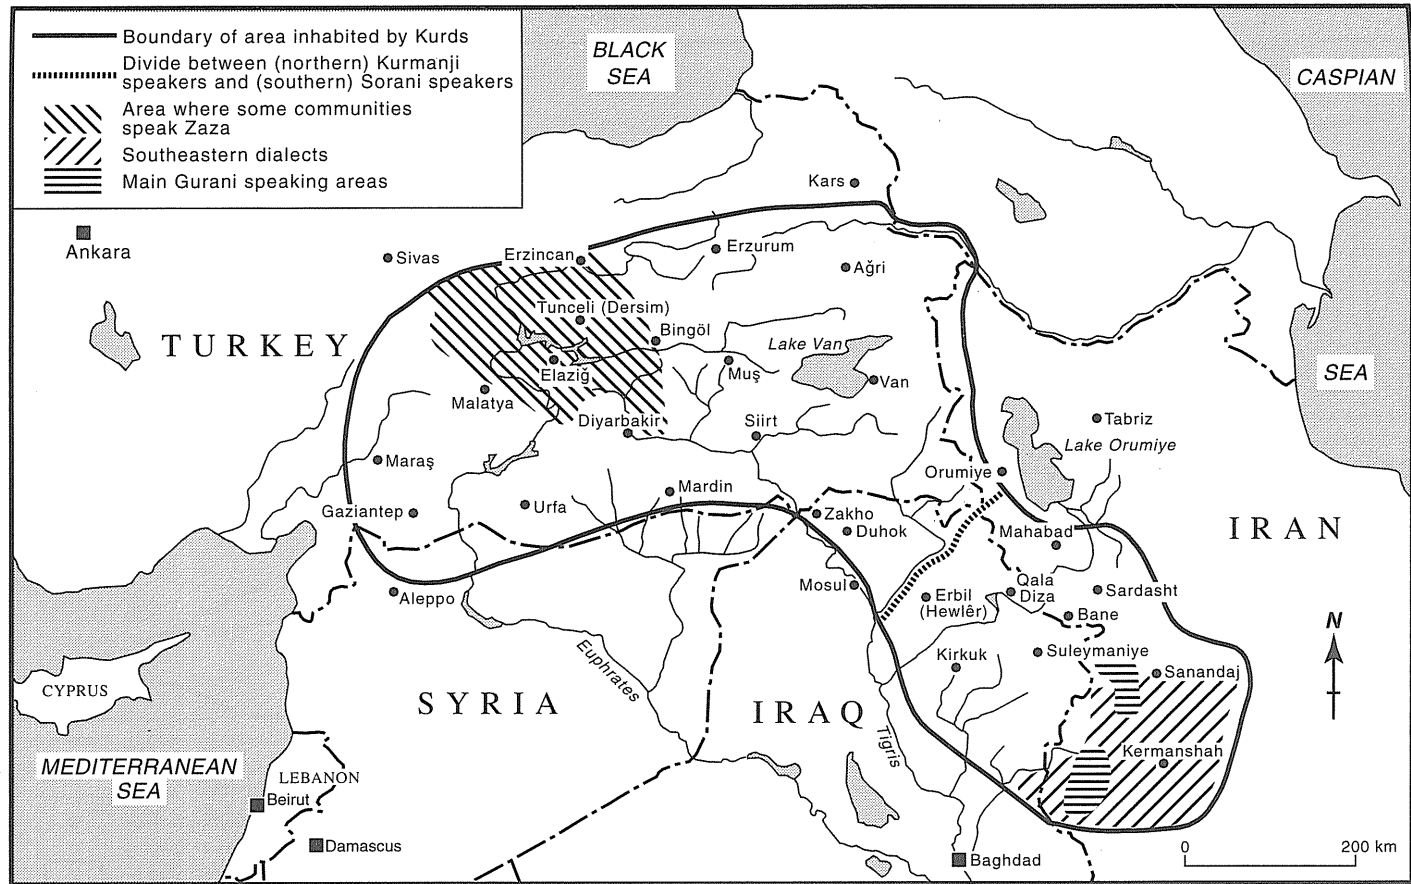 Boundary of area inhabited by Kurds
Divide between (northern) Kurmanji
speakers and (southern) Sorani speakers
Area where some communities
speak Zaza
Southeastern dialects
Main Gurani speaking areas
BLACK
SEA
CASPIAN
SEA
Kars
Ankara
Sivas
Erzincan
Erzurum
Ağri
Tunceli (Dersim)
Bingöl
TURKEY
Lake Van
Elaziğ
Muş
Van
Malatya
Diyarbakir
Siirt
Tabriz
Lake Orumiye
Maraş
Orumiye
Mardin
Gaziantep
Urfa
Zakho
Duhok
Mahabad
IRAN
Mosul
Aleppo
Erbil
(Hewlêr)
Qala
Diza
Sardasht
Bane
N
Euphrates
Kirkuk
Suleymaniye
Sanandaj
CYPRUS
SYRIA
IRAQ
Tigris
Kermanshah
MEDITERRANEAN
SEA
LEBANON
Beirut
Damascus
Baghdad
0
200 km